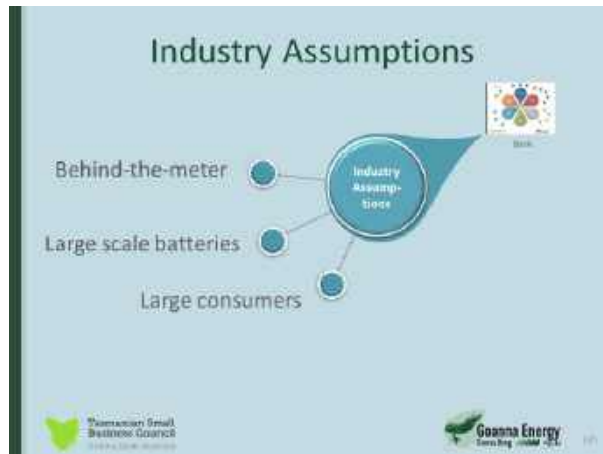 Industry Assumptions
Back
Behind-the-meter
Industry
Assump-
tions
Large scale batteries
Large consumers
Tasmanian Small
Business Council
Goanna Energy
Consulting